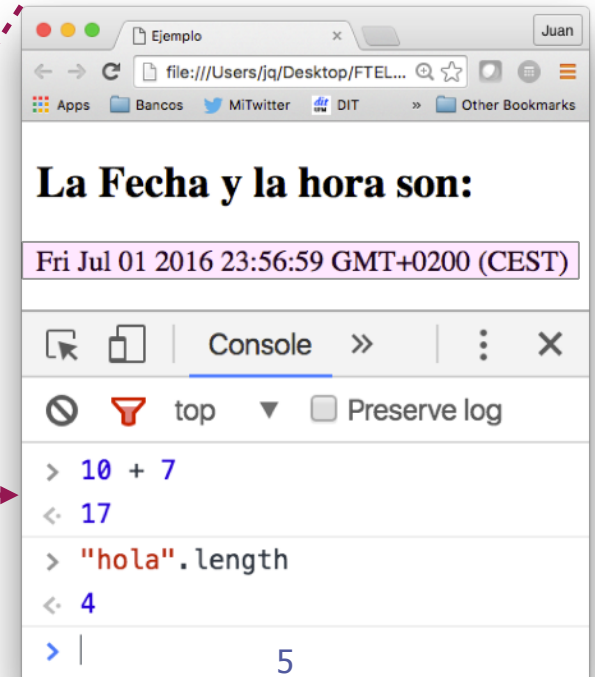 Ejemplo
Juan
file:///Users/jq/Desktop/FTEL...
Apps Bancos MiTwitter dit UPM DIT » Other Bookmarks
La Fecha y la hora son:
Fri Jul 01 2016 23:56:59 GMT+0200 (CEST)
Console »
top Preserve log
> 10 + 7
< 17
> "hola".length
< 4
>
5